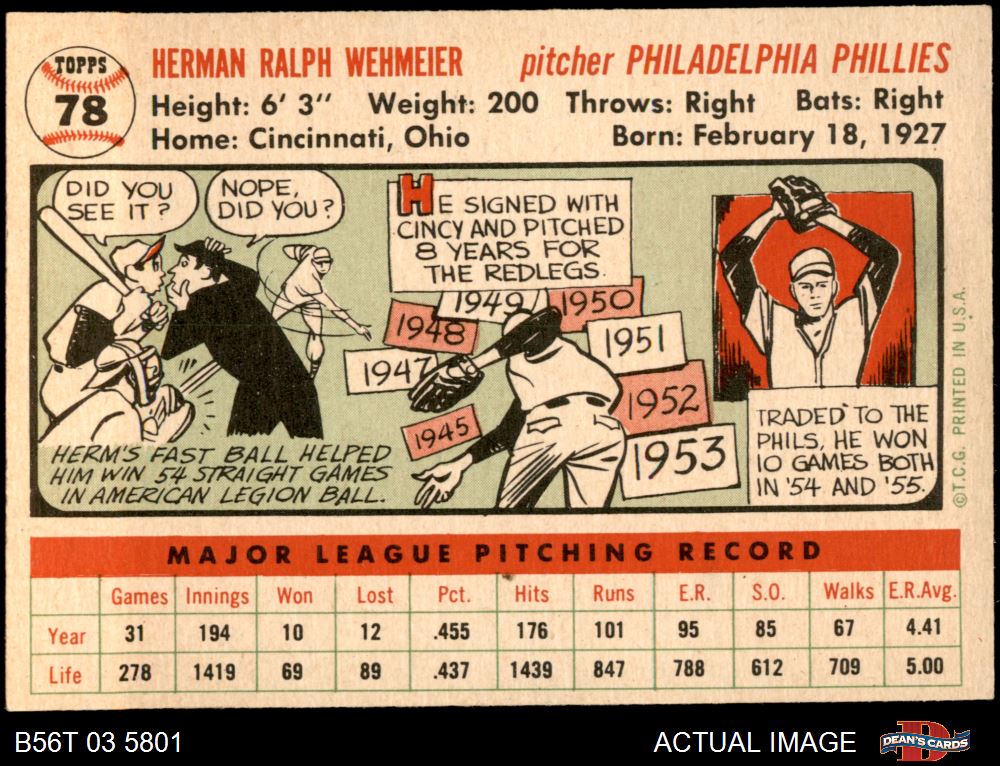 TOPPS
78
HERMAN RALPH WEHMEIER pitcher PHILADELPHIA PHILLIES
Height: 6' 3" Weight: 200 Throws: Right Bats: Right
Home: Cincinnati, Ohio Born: February 18, 1927
DID YOU
SEE IT?
NOPE,
DID YOU?
HERM'S FAST BALL HELPED
HIM WIN 54 STRAIGHT GAMES
IN AMERICAN LEGION BALL.
HE SIGNED WITH
CINCY AND PITCHED
8 YEARS FOR
THE REDLEGS.
1945
1947
1948
1949
1950
1951
1952
1953
TRADED TO THE
PHILS, HE WON
10 GAMES BOTH
IN '54 AND '55.
©T.C.G. PRINTED IN U.S.A.
MAJOR LEAGUE PITCHING RECORD
Games Innings Won Lost Pct. Hits Runs E.R. S.O. Walks E.R.Avg.
Year 31 194 10 12 .455 176 101 95 85 67 4.41
Life 278 1419 69 89 .437 1439 847 788 612 709 5.00
B56T 03 5801 ACTUAL IMAGE D DEAN'S CARDS